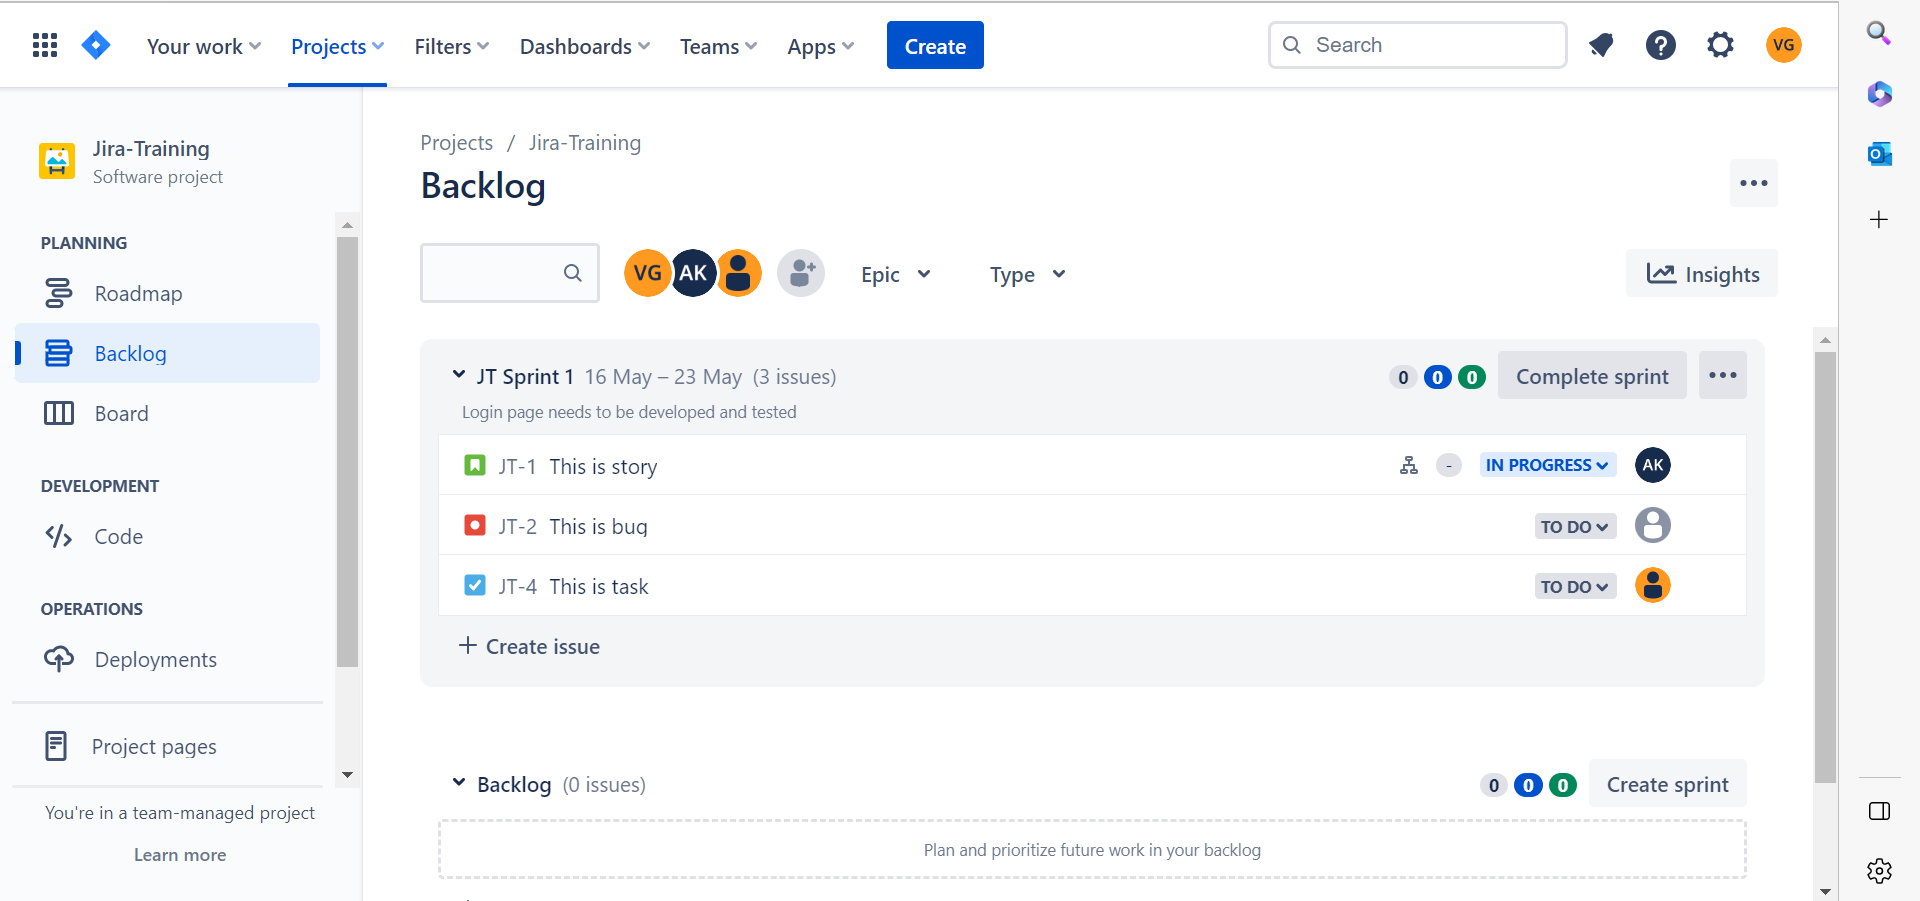 Your work Projects Filters Dashboards Teams Apps Create Search VG
Jira-Training
Software project
PLANNING
Roadmap
Backlog
Board
DEVELOPMENT
Code
OPERATIONS
Deployments
Project pages
You're in a team-managed project
Learn more
Projects / Jira-Training
Backlog
VG AK Epic Type Insights
JT Sprint 1 16 May – 23 May (3 issues) 0 0 0 Complete sprint
Login page needs to be developed and tested
JT-1 This is story - IN PROGRESS AK
JT-2 This is bug TO DO
JT-4 This is task TO DO
+ Create issue
Backlog (0 issues) 0 0 0 Create sprint
Plan and prioritize future work in your backlog